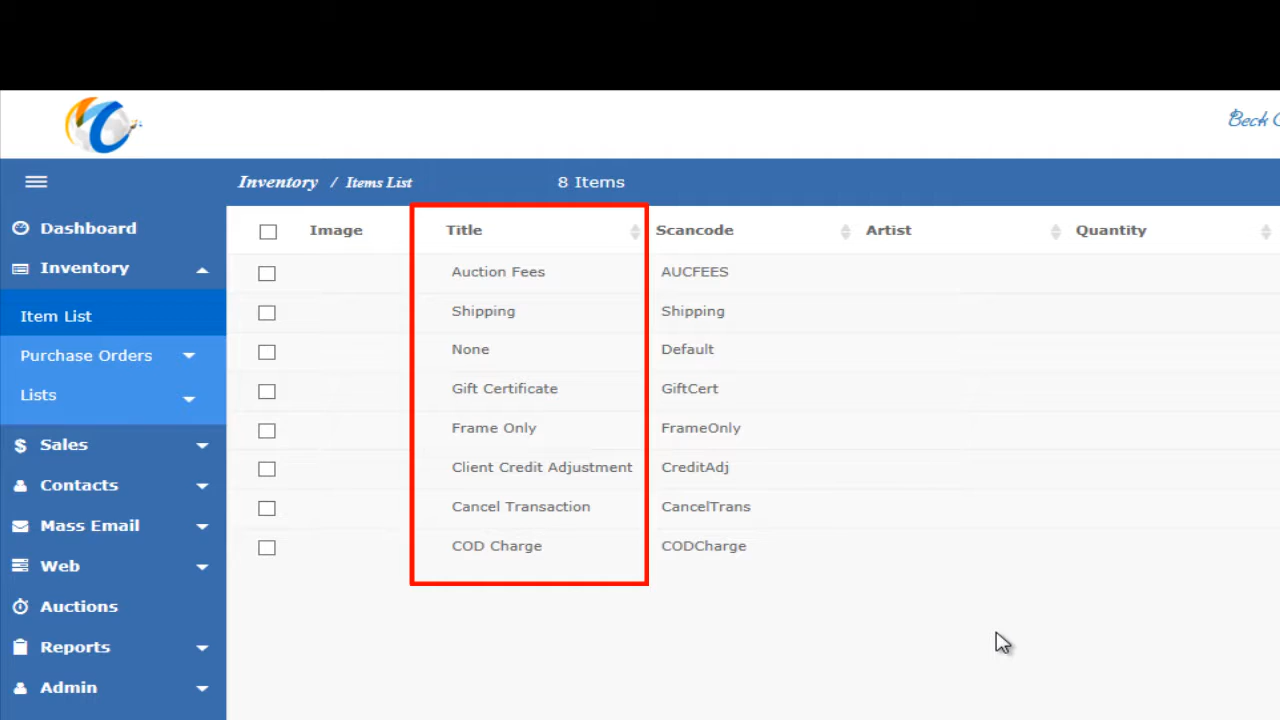 Beck
Inventory / Items List 8 Items
Dashboard
Inventory
Item List
Purchase Orders
Lists
$ Sales
Contacts
Mass Email
Web
Auctions
Reports
Admin
Image Title Scancode Artist Quantity
Auction Fees AUCFEES
Shipping Shipping
None Default
Gift Certificate GiftCert
Frame Only FrameOnly
Client Credit Adjustment CreditAdj
Cancel Transaction CancelTrans
COD Charge CODCharge